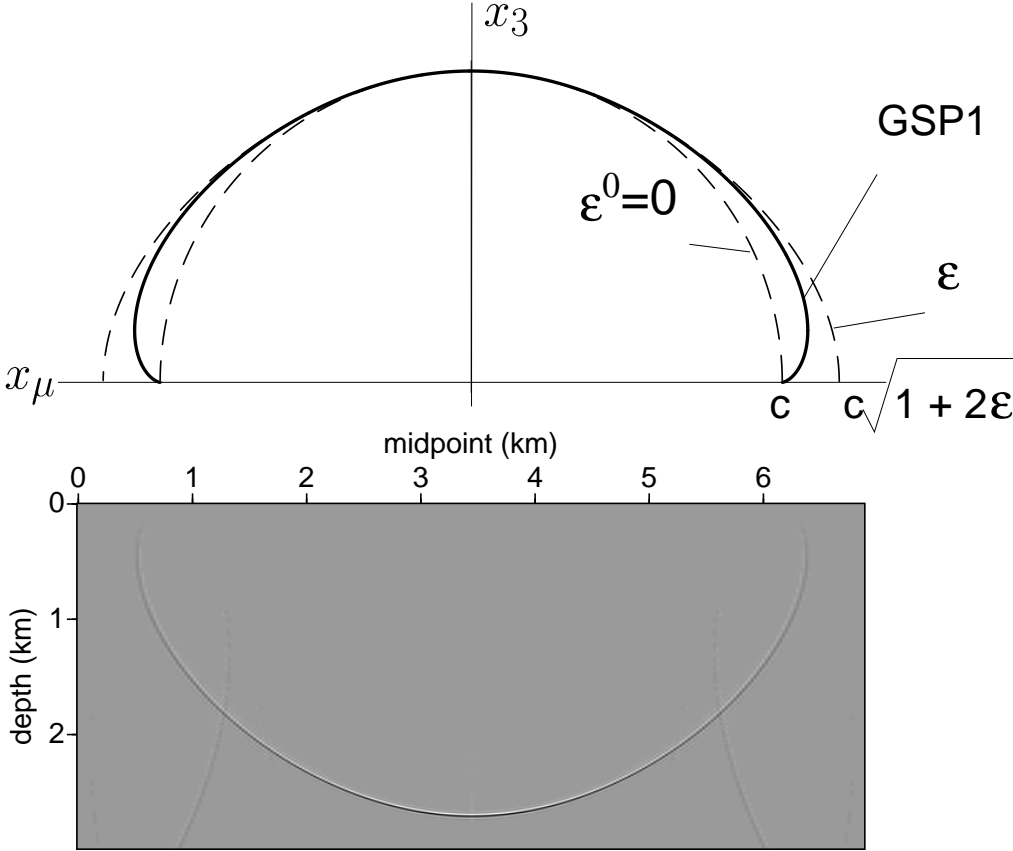 x₃
GSP1
ε⁰=0
ε
x_μ
c
c√1 + 2ε
midpoint (km)
0 1 2 3 4 5 6
0
1
2
depth (km)